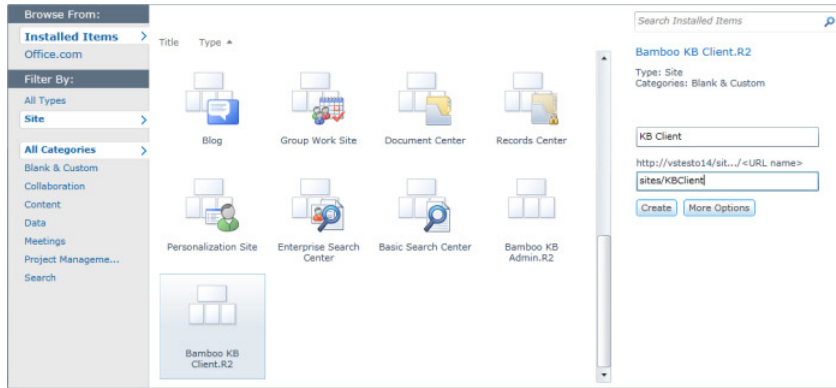 Browse From:
Installed Items
Office.com
Filter By:
All Types
Site
All Categories
Blank & Custom
Collaboration
Content
Data
Meetings
Project Manageme...
Search
Title Type
Blog
Group Work Site
Document Center
Records Center
Personalization Site
Enterprise Search
Center
Basic Search Center
Bamboo KB
Admin.R2
Bamboo KB
Client.R2
Search Installed Items
Bamboo KB Client.R2
Type: Site
Categories: Blank & Custom
KB Client
http://vstesto14/sit.../<URL name>
sites/KBClient
Create
More Options